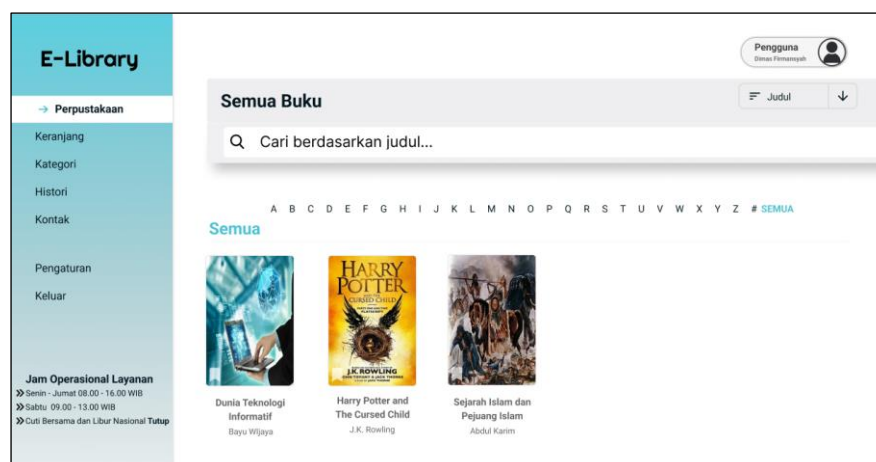 E-Library
Perpustakaan
Keranjang
Kategori
Histori
Kontak
Pengaturan
Keluar
Jam Operasional Layanan
Senin - Jumat 08.00 - 16.00 WIB
Sabtu 09.00 - 13.00 WIB
Cuti Bersama dan Libur Nasional Tutup
Pengguna
Dimas Firmansyah
Semua Buku
Judul
Cari berdasarkan judul...
A B C D E F G H I J K L M N O P Q R S T U V W X Y Z # SEMUA
Semua
HARRY
POTTER
CURSED CHILD
J.K. ROWLING
Dunia Teknologi
Informatif
Bayu Wijaya
Harry Potter and
The Cursed Child
J.K. Rowling
Sejarah Islam dan
Pejuang Islam
Abdul Karim